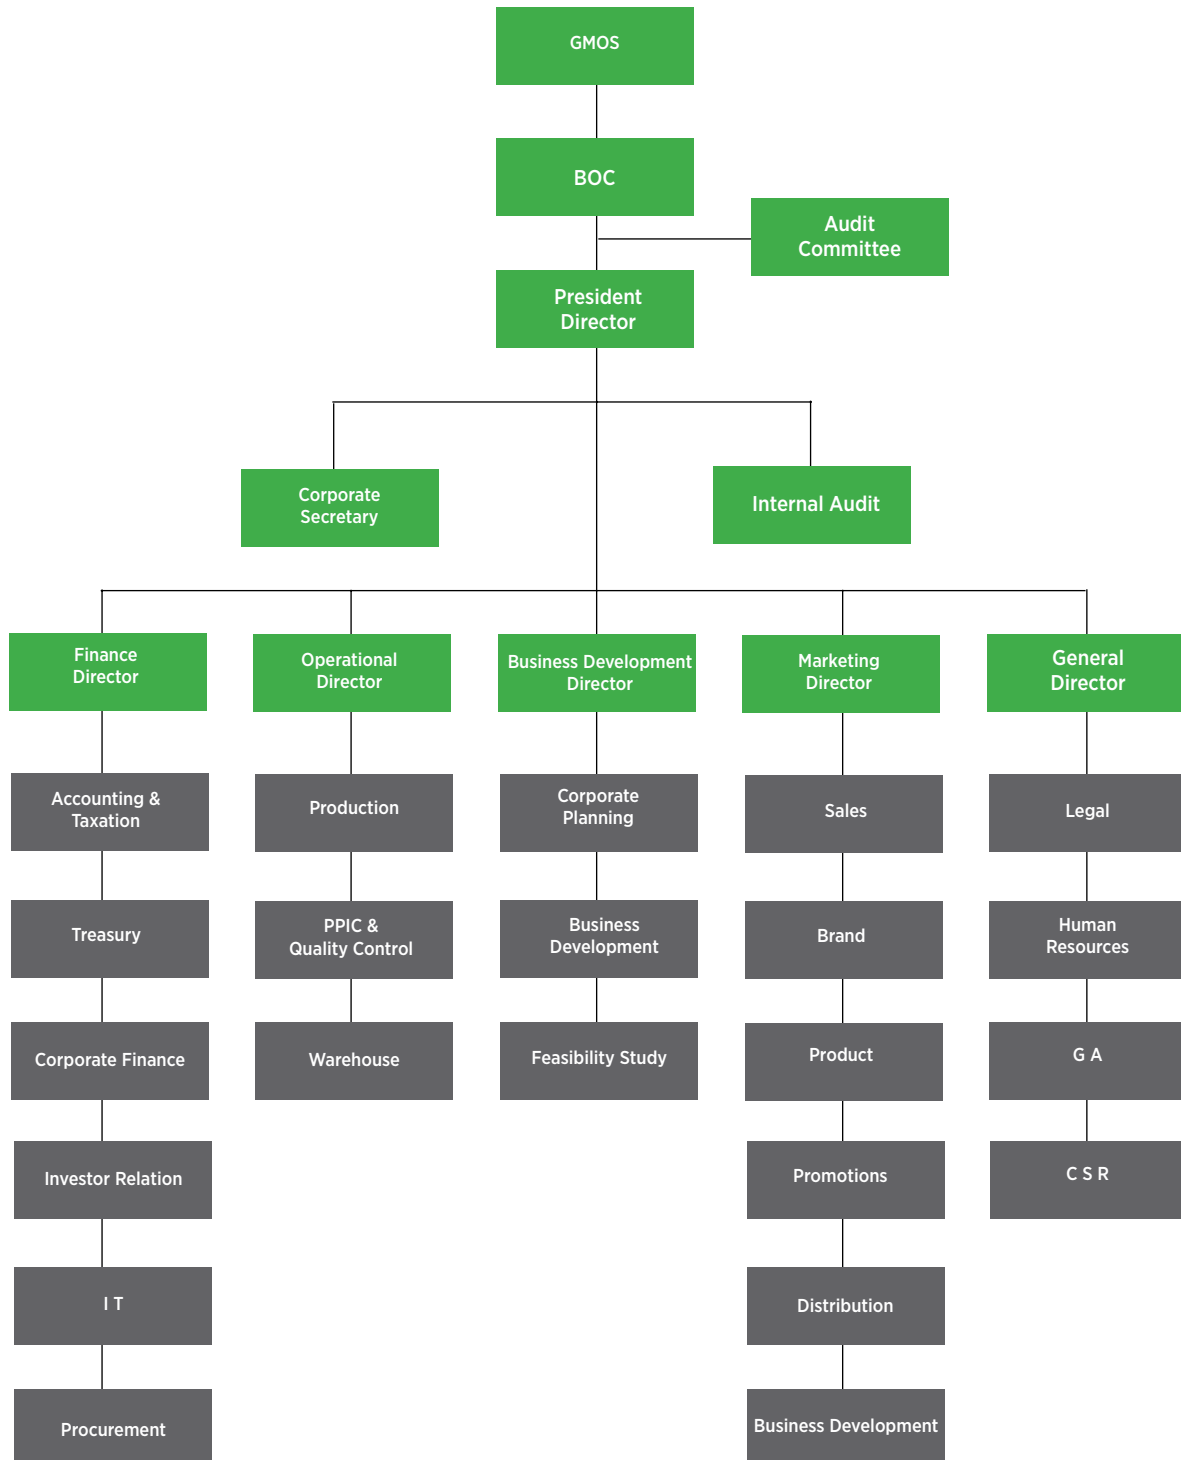 GMOS
BOC
Audit
Committee
President
Director
Corporate
Secretary
Internal Audit
Finance
Director
Operational
Director
Business Development
Director
Marketing
Director
General
Director
Accounting &
Taxation
Production
Corporate
Planning
Sales
Legal
Treasury
PPIC &
Quality Control
Business
Development
Brand
Human
Resources
Corporate Finance
Warehouse
Feasibility Study
Product
G A
Investor Relation
Promotions
C S R
I T
Distribution
Procurement
Business Development